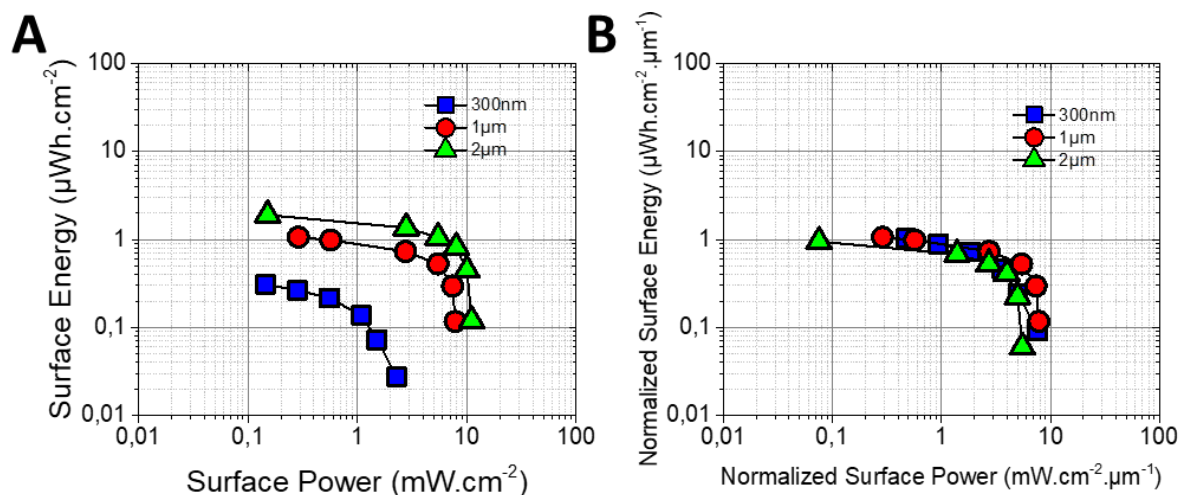 A
Surface Energy (µWh.cm-2)
100
10
1
0,1
0,01
300nm
1µm
2µm
0,01
0,1
1
10
100
Surface Power (mW.cm-2)
B
Normalized Surface Energy (µWh.cm-2.µm-1)
100
10
1
0,1
0,01
300nm
1µm
2µm
0,01
0,1
1
10
100
Normalized Surface Power (mW.cm-2.µm-1)